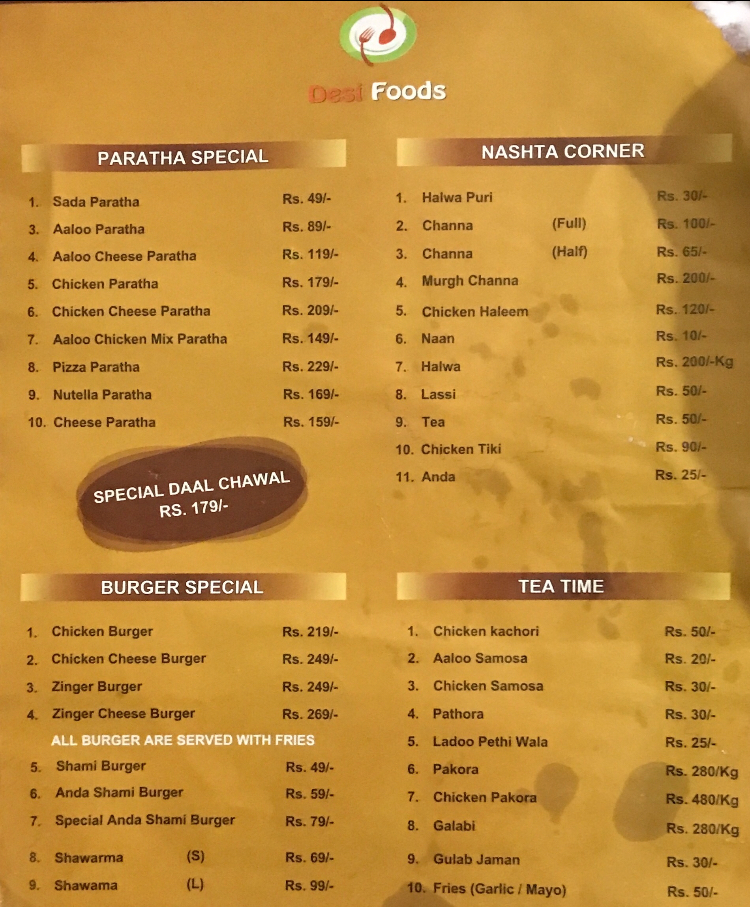 Desi Foods
PARATHA SPECIAL
1. Sada Paratha Rs. 49/-
3. Aaloo Paratha Rs. 89/-
4. Aaloo Cheese Paratha Rs. 119/-
5. Chicken Paratha Rs. 179/-
6. Chicken Cheese Paratha Rs. 209/-
7. Aaloo Chicken Mix Paratha Rs. 149/-
8. Pizza Paratha Rs. 229/-
9. Nutella Paratha Rs. 169/-
10. Cheese Paratha Rs. 159/-
SPECIAL DAAL CHAWAL
RS. 179/-
NASHTA CORNER
1. Halwa Puri Rs. 30/-
2. Channa (Full) Rs. 100/-
3. Channa (Half) Rs. 65/-
4. Murgh Channa Rs. 200/-
5. Chicken Haleem Rs. 120/-
6. Naan Rs. 10/-
7. Halwa Rs. 200/-Kg
8. Lassi Rs. 50/-
9. Tea Rs. 50/-
10. Chicken Tiki Rs. 90/-
11. Anda Rs. 25/-
BURGER SPECIAL
1. Chicken Burger Rs. 219/-
2. Chicken Cheese Burger Rs. 249/-
3. Zinger Burger Rs. 249/-
4. Zinger Cheese Burger Rs. 269/-
ALL BURGER ARE SERVED WITH FRIES
5. Shami Burger Rs. 49/-
6. Anda Shami Burger Rs. 59/-
7. Special Anda Shami Burger Rs. 79/-
8. Shawarma (S) Rs. 69/-
9. Shawama (L) Rs. 99/-
TEA TIME
1. Chicken kachori Rs. 50/-
2. Aaloo Samosa Rs. 20/-
3. Chicken Samosa Rs. 30/-
4. Pathora Rs. 30/-
5. Ladoo Pethi Wala Rs. 25/-
6. Pakora Rs. 280/Kg
7. Chicken Pakora Rs. 480/Kg
8. Galabi Rs. 280/Kg
9. Gulab Jaman Rs. 30/-
10. Fries (Garlic / Mayo) Rs. 50/-